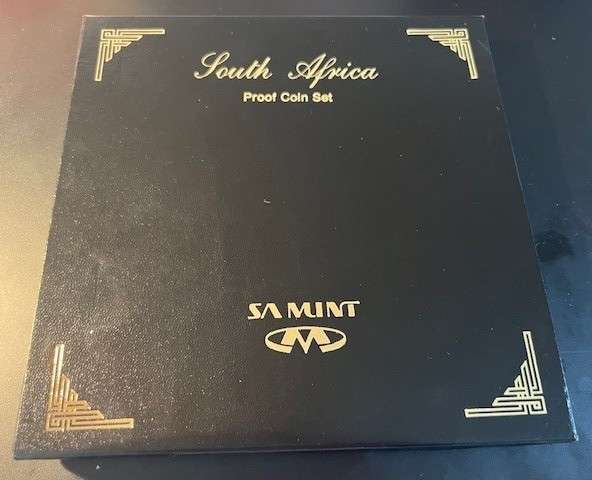 South Africa
Proof Coin Set
SA MINT